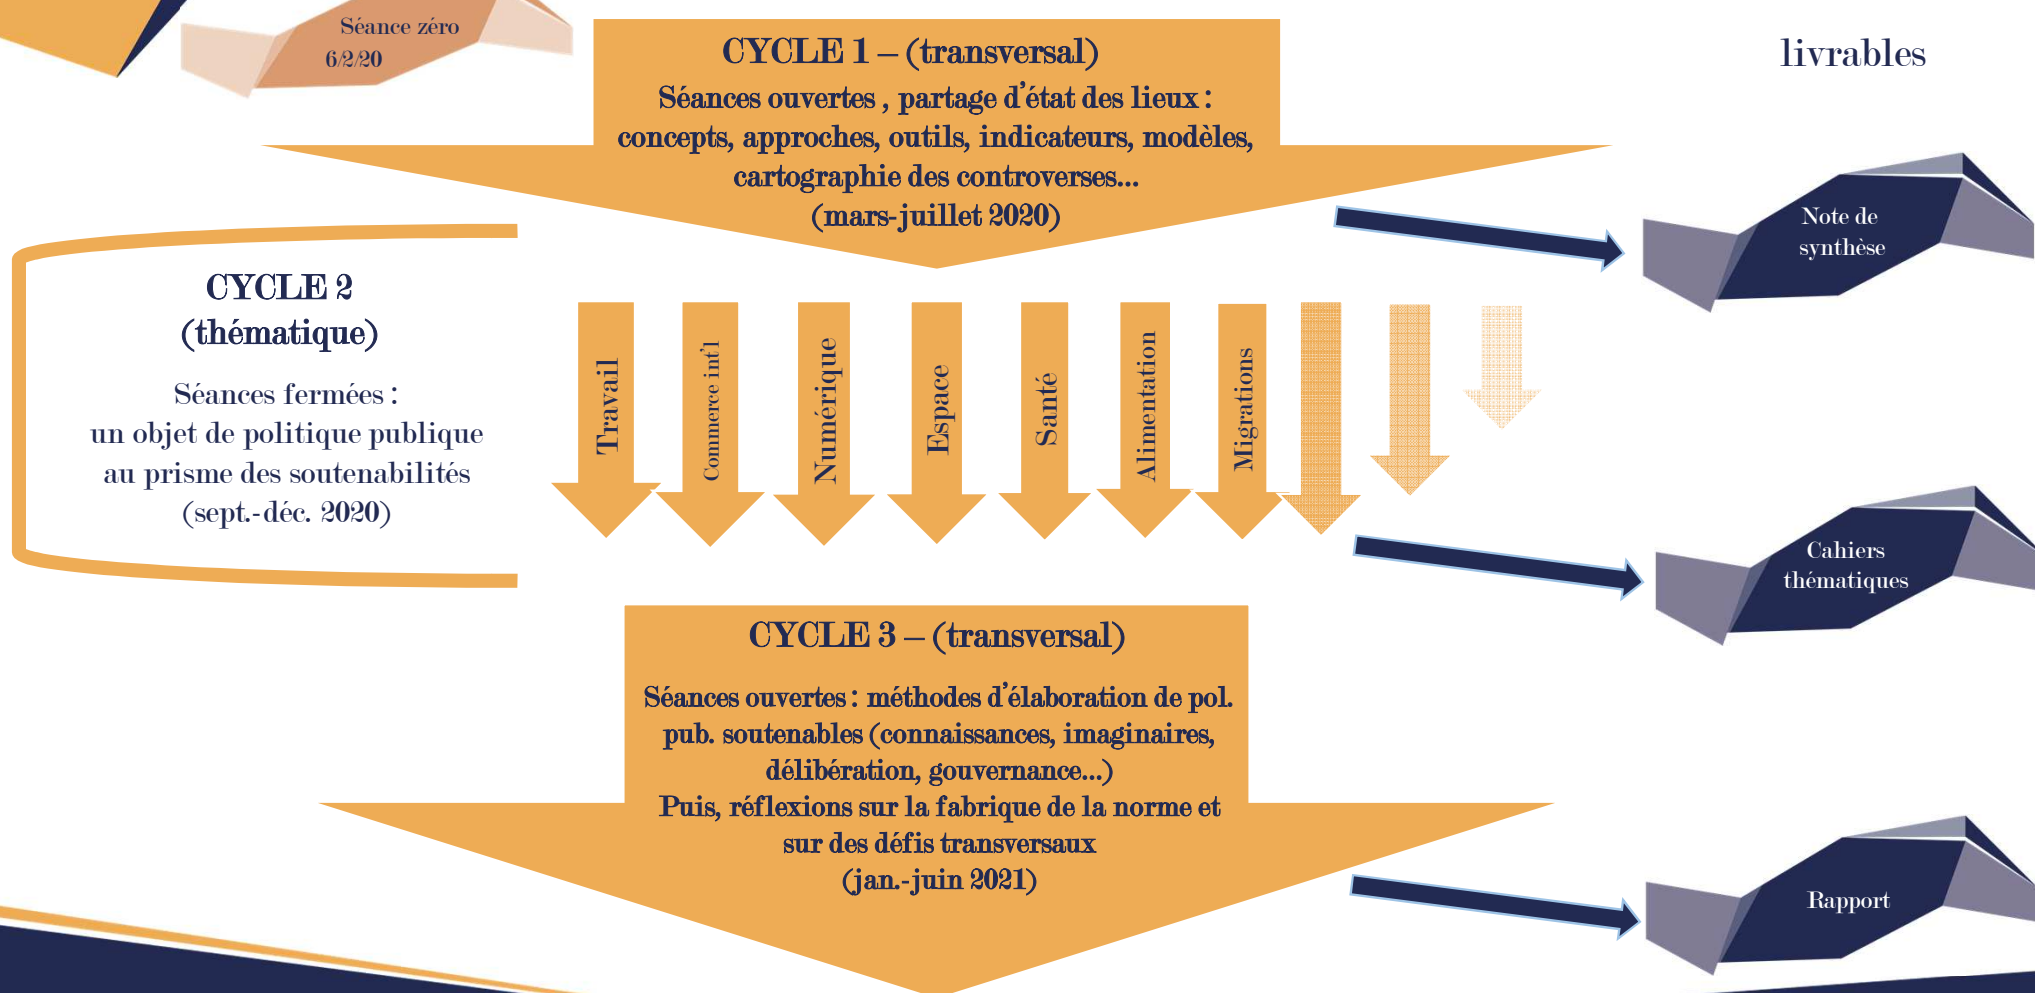 Séance zéro
6/2/20
CYCLE 1 – (transversal)
Séances ouvertes , partage d'état des lieux :
concepts, approches, outils, indicateurs, modèles,
cartographie des controverses...
(mars-juillet 2020)
livrables
Note de
synthèse
CYCLE 2
(thématique)
Séances fermées :
un objet de politique publique
au prisme des soutenabilités
(sept.-déc. 2020)
Travail
Commerce int'l
Numérique
Espace
Santé
Alimentation
Migrations
Cahiers
thématiques
CYCLE 3 – (transversal)
Séances ouvertes : méthodes d'élaboration de pol.
pub. soutenables (connaissances, imaginaires,
délibération, gouvernance...)
Puis, réflexions sur la fabrique de la norme et
sur des défis transversaux
(jan.-juin 2021)
Rapport